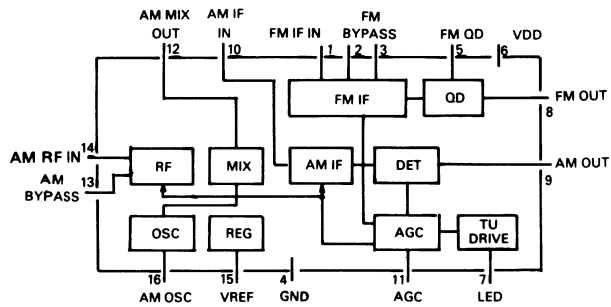 AM MIX OUT
AM IF IN
FM IF IN
FM BYPASS
FM QD
VDD
12
10
1
2
3
5
6
FM IF
QD
FM OUT
8
AM RF IN
14
13
AM BYPASS
RF
MIX
AM IF
DET
AM OUT
9
OSC
REG
AGC
TU DRIVE
16
15
4
11
7
AM OSC
VREF
GND
AGC
LED